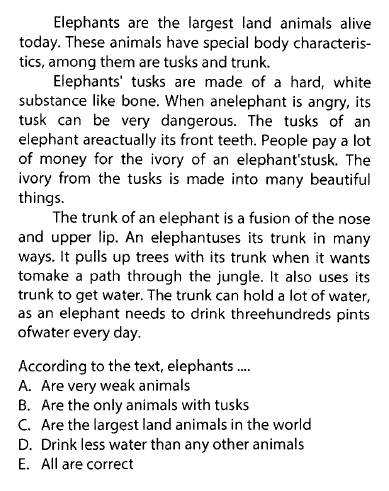 Elephants are the largest land animals alive
today. These animals have special body characteris-
tics, among them are tusks and trunk.
Elephants' tusks are made of a hard, white
substance like bone. When anelephant is angry, its
tusk can be very dangerous. The tusks of an
elephant areactually its front teeth. People pay a lot
of money for the ivory of an elephant'stusk. The
ivory from the tusks is made into many beautiful
things.
The trunk of an elephant is a fusion of the nose
and upper lip. An elephantuses its trunk in many
ways. It pulls up trees with its trunk when it wants
tomake a path through the jungle. It also uses its
trunk to get water. The trunk can hold a lot of water,
as an elephant needs to drink threehundreds pints
ofwater every day.
According to the text, elephants ....
A. Are very weak animals
B. Are the only animals with tusks
C. Are the largest land animals in the world
D. Drink less water than any other animals
E. All are correct